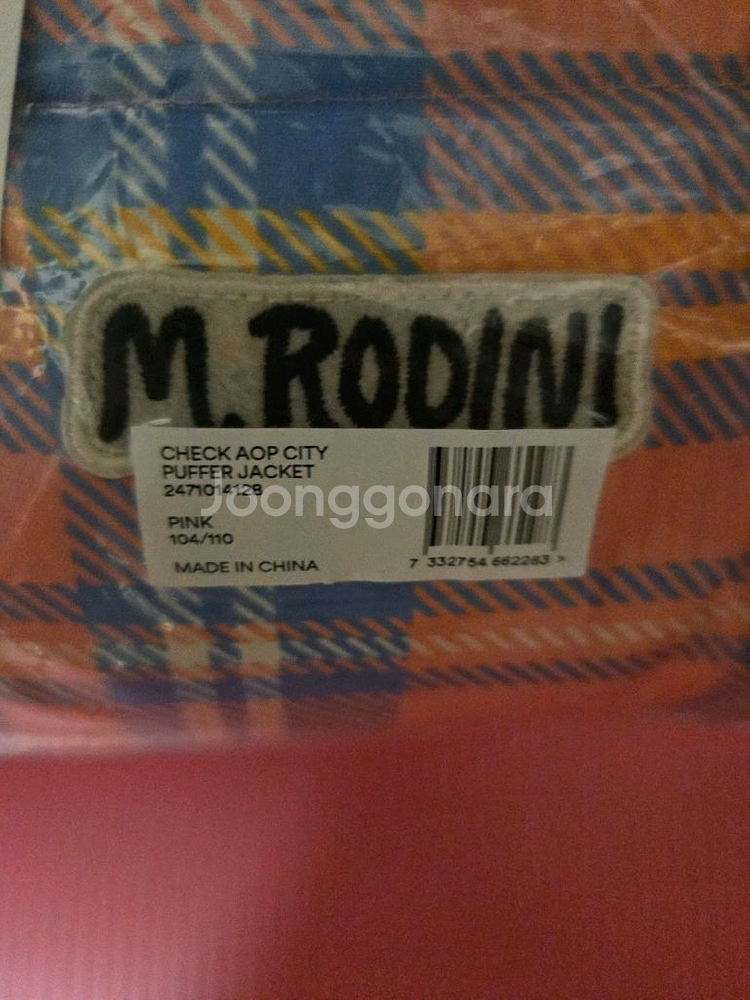 M. RODINI
CHECK AOP CITY
PUFFER JACKET
2471014128
Joonggonara
PINK
104/110
MADE IN CHINA
7 332754 662283 >